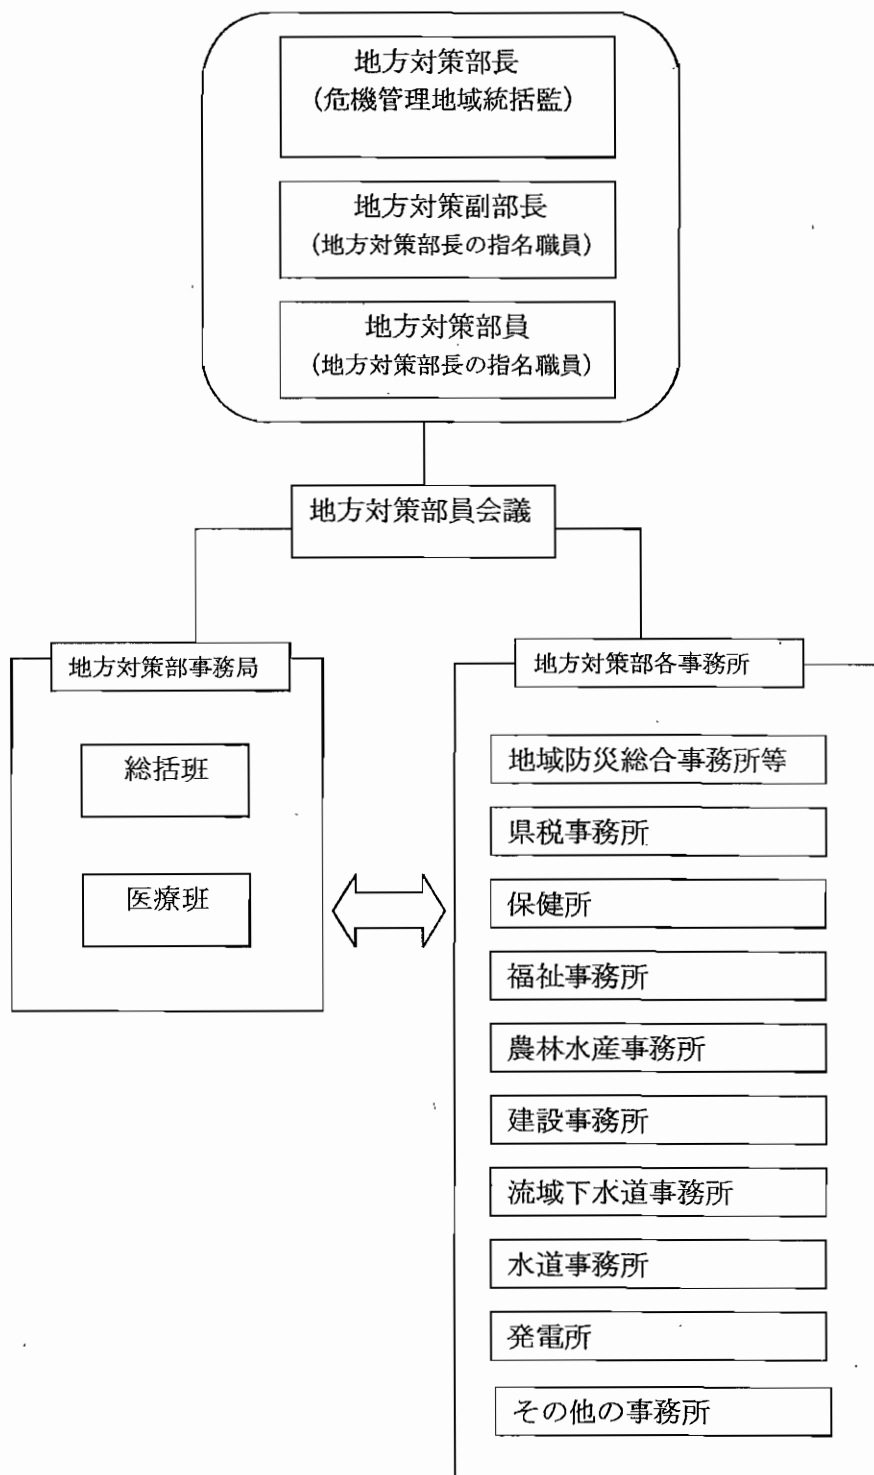 地方対策部長
（危機管理地域統括監）
地方対策副部長
（地方対策部長の指名職員）
地方対策部員
（地方対策部長の指名職員）
地方対策部員会議
地方対策部事務局
総括班
医療班
地方対策部各事務所
地域防災総合事務所等
県税事務所
保健所
福祉事務所
農林水産事務所
建設事務所
流域下水道事務所
水道事務所
発電所
その他の事務所